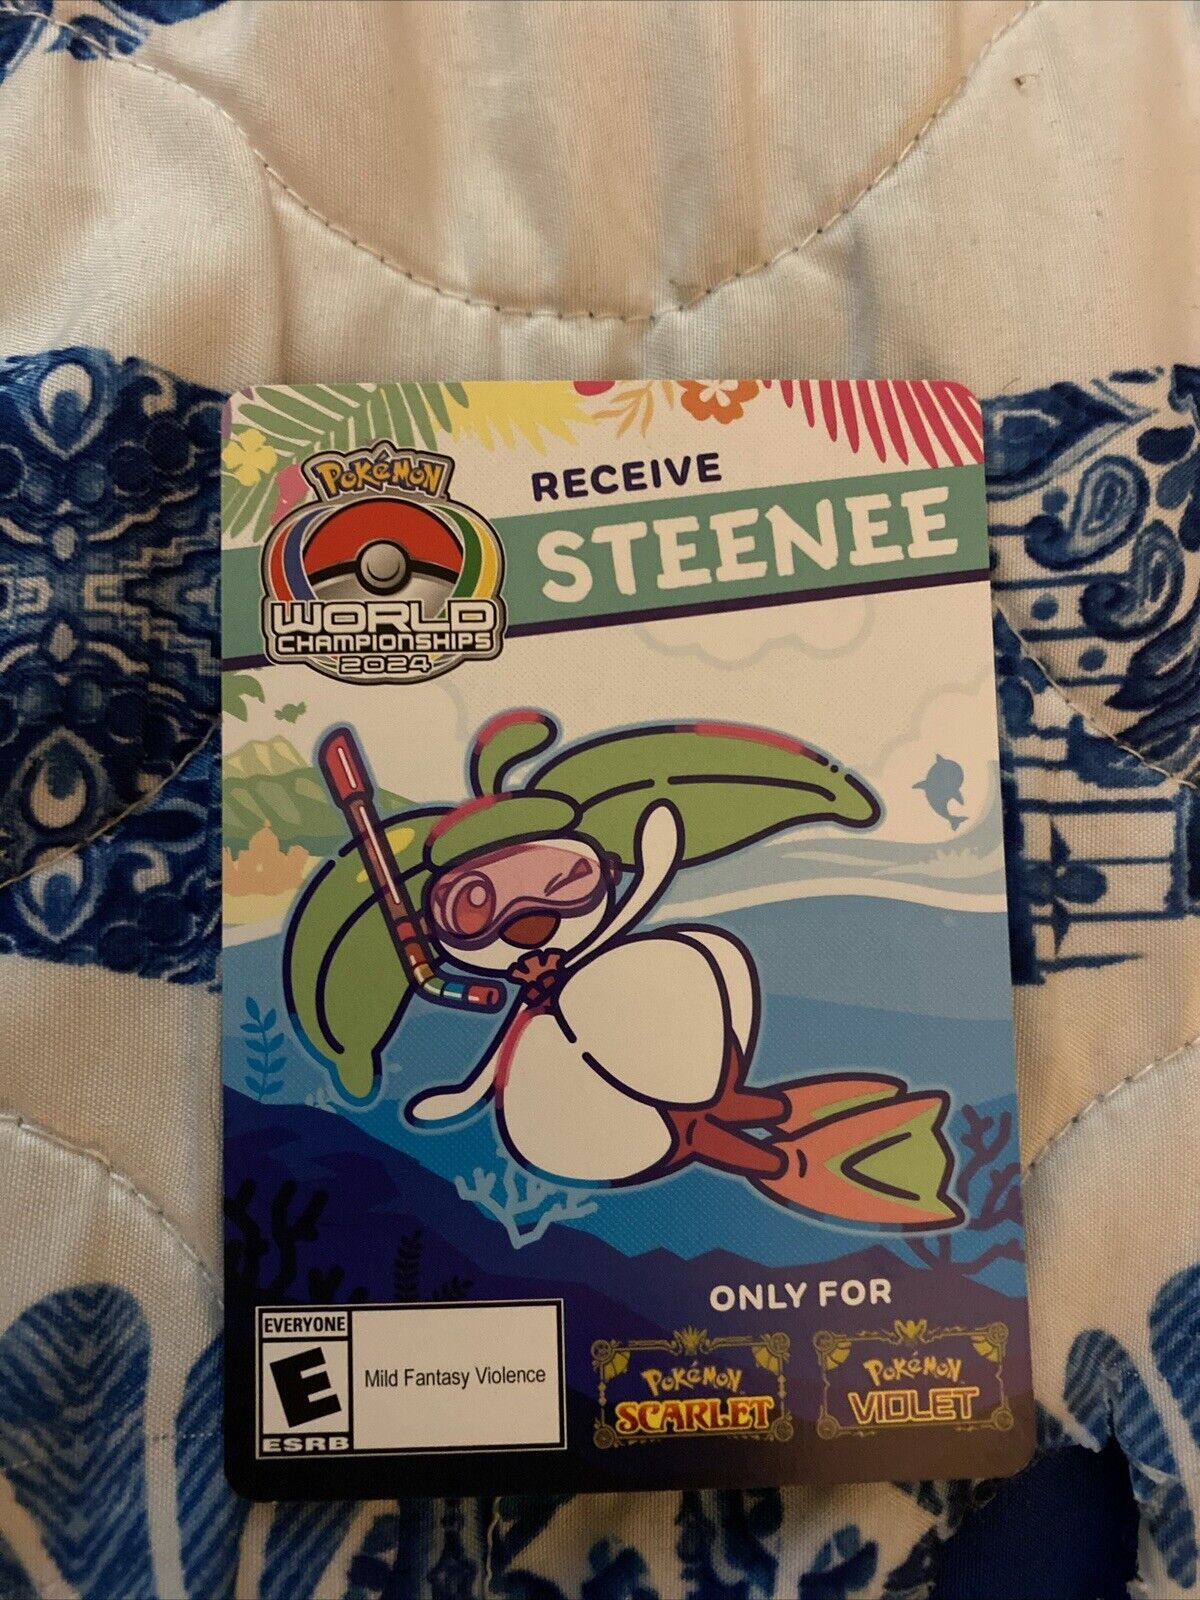 POKéMON
WORLD
CHAMPIONSHIPS
2024
RECEIVE
STEENEE
ONLY FOR
POKéMON
SCARLET
POKéMON
VIOLET
EVERYONE
E
ESRB
Mild Fantasy Violence